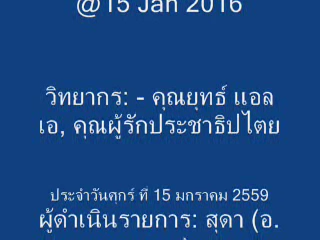 @15 Jan 2016
วิทยากร: - คุณยุทธ์ แอล
เอ, คุณผู้รักประชาธิปไตย
ประจำวันศุกร์ ที่ 15 มกราคม 2559
ผู้ดำเนินรายการ: สุดา (อ.